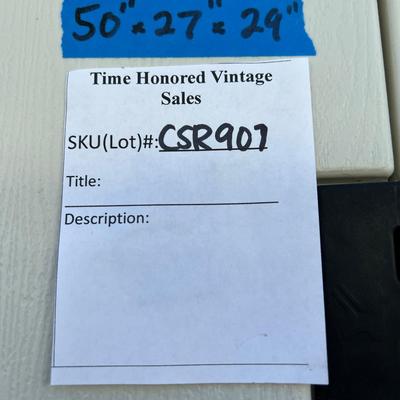 50" x 27" x 29"
Time Honored Vintage
Sales
SKU(Lot)#: CSR907
Title:
Description: